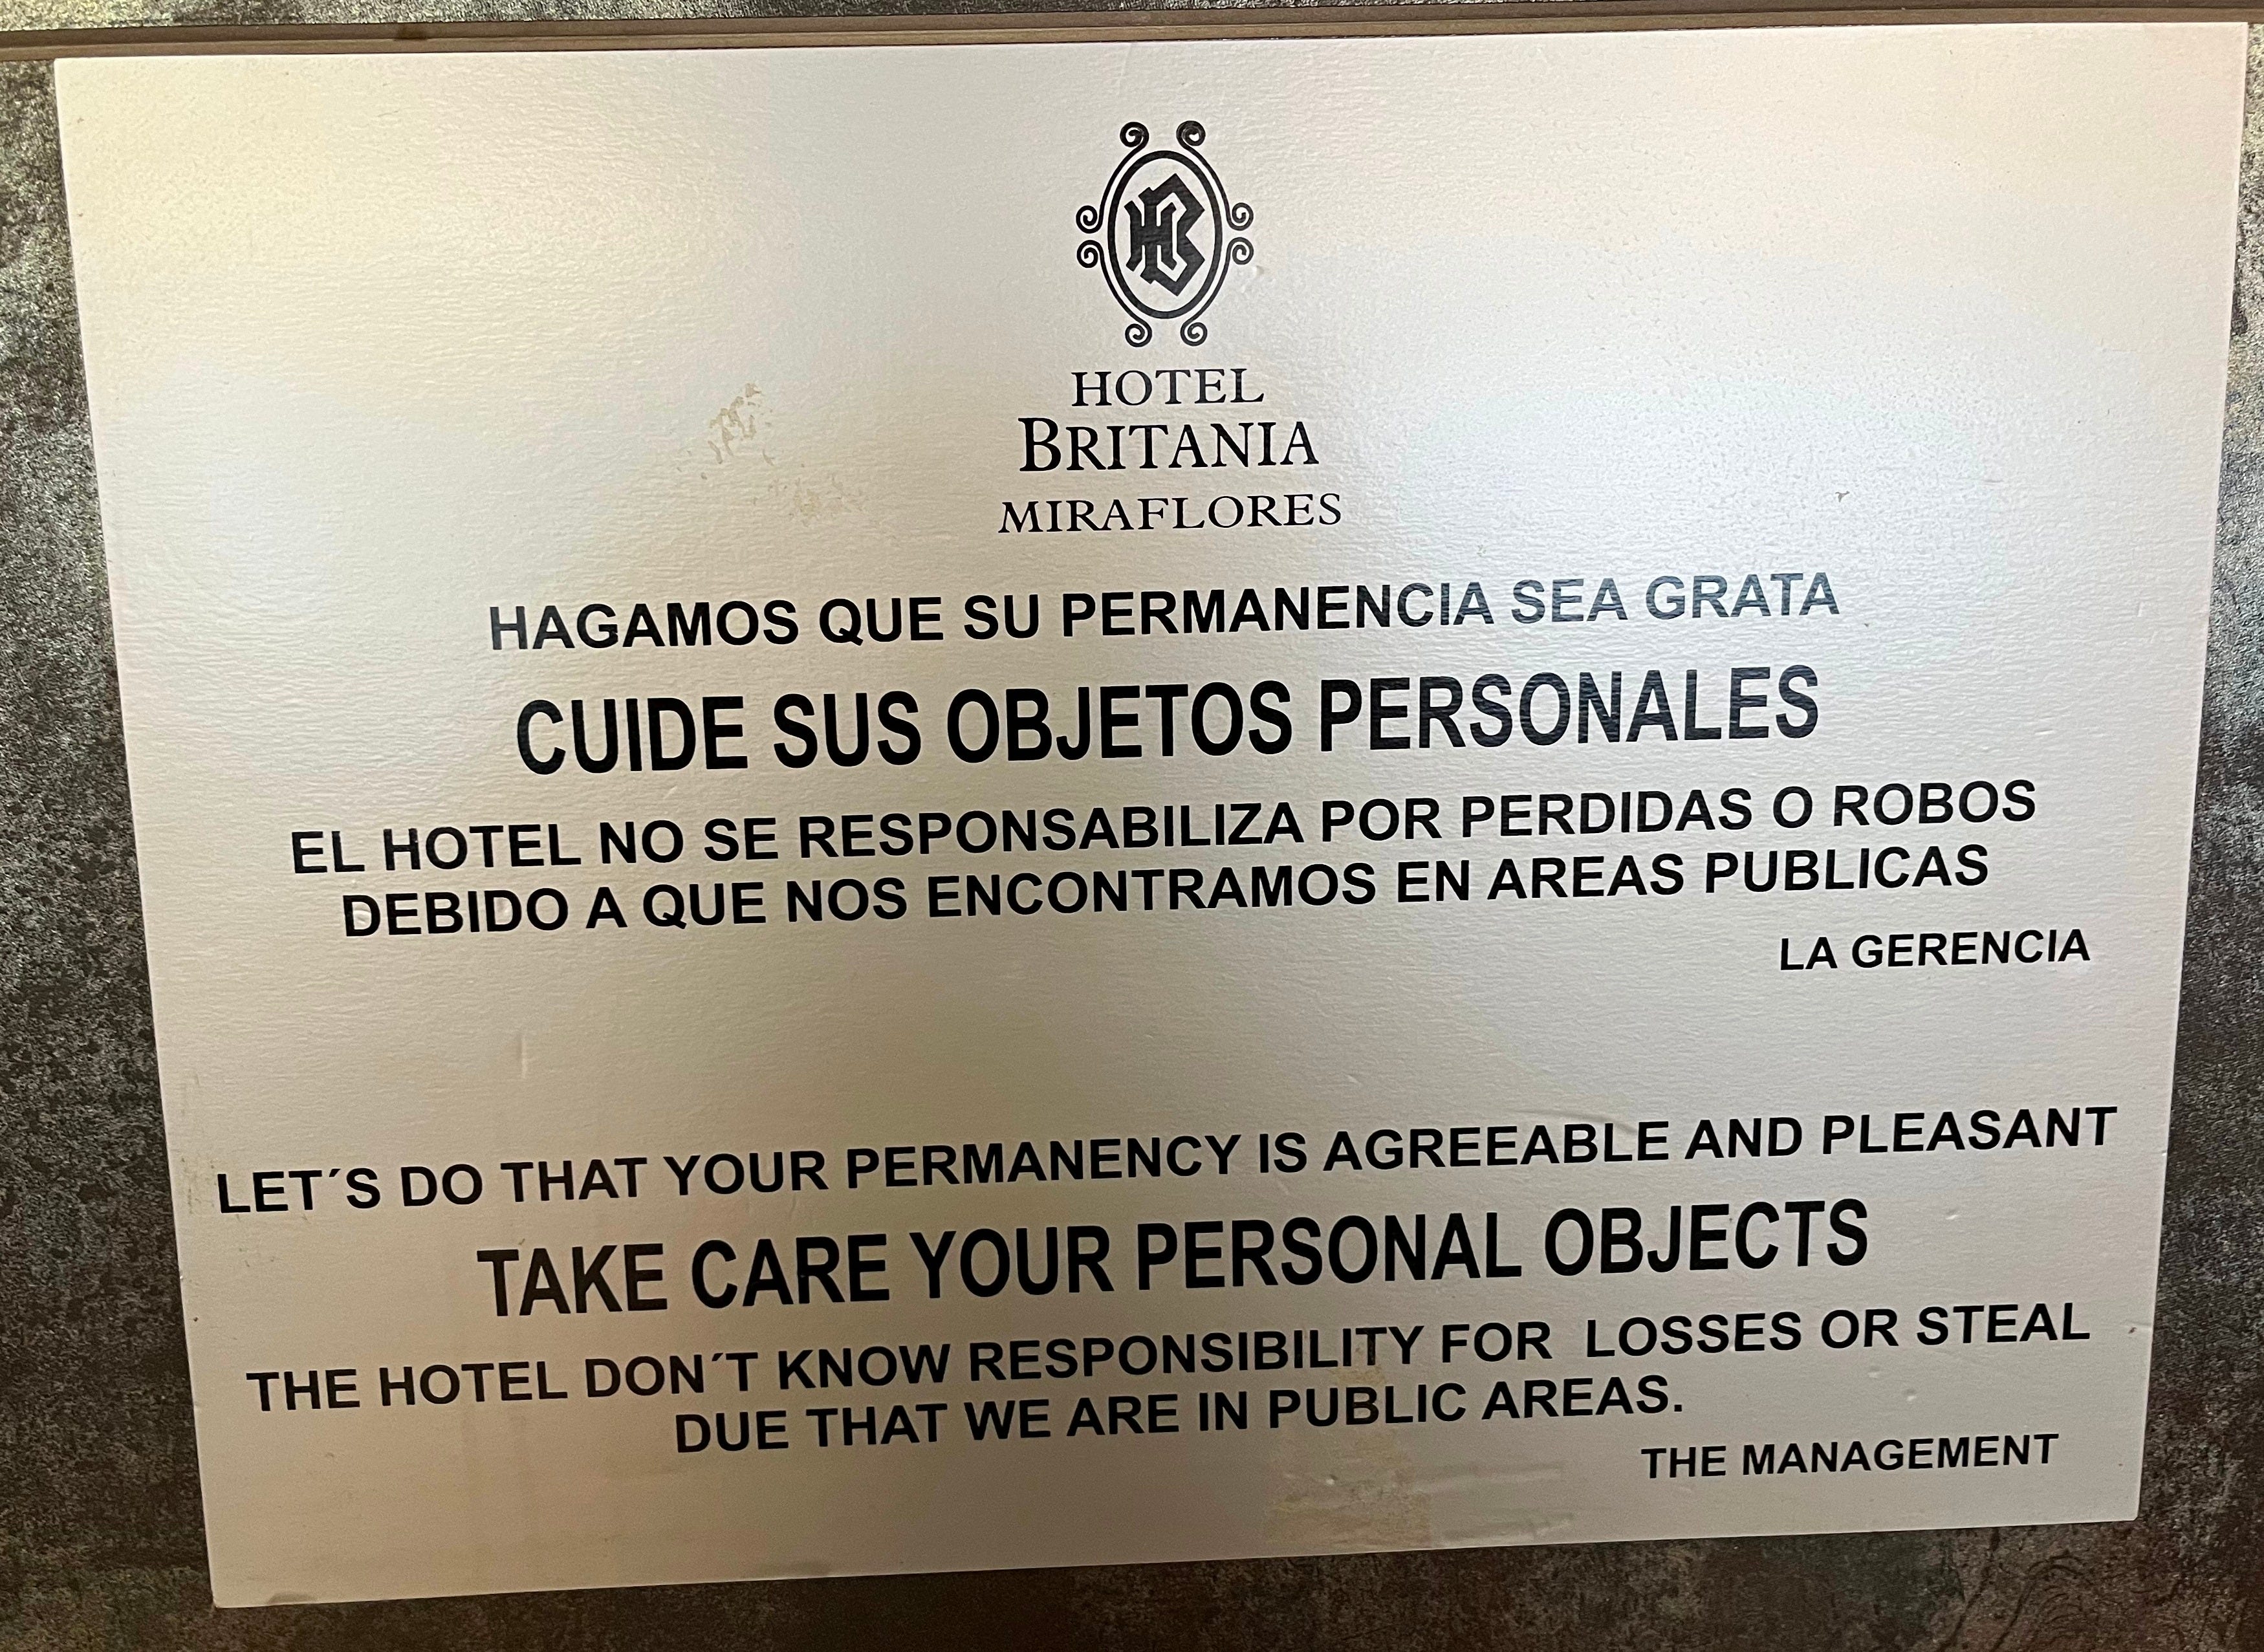 HB
HOTEL
BRITANIA
MIRAFLORES
HAGAMOS QUE SU PERMANENCIA SEA GRATA
CUIDE SUS OBJETOS PERSONALES
EL HOTEL NO SE RESPONSABILIZA POR PERDIDAS O ROBOS
DEBIDO A QUE NOS ENCONTRAMOS EN AREAS PUBLICAS
LA GERENCIA
LET´S DO THAT YOUR PERMANENCY IS AGREEABLE AND PLEASANT
TAKE CARE YOUR PERSONAL OBJECTS
THE HOTEL DON´T KNOW RESPONSIBILITY FOR LOSSES OR STEAL
DUE THAT WE ARE IN PUBLIC AREAS.
THE MANAGEMENT